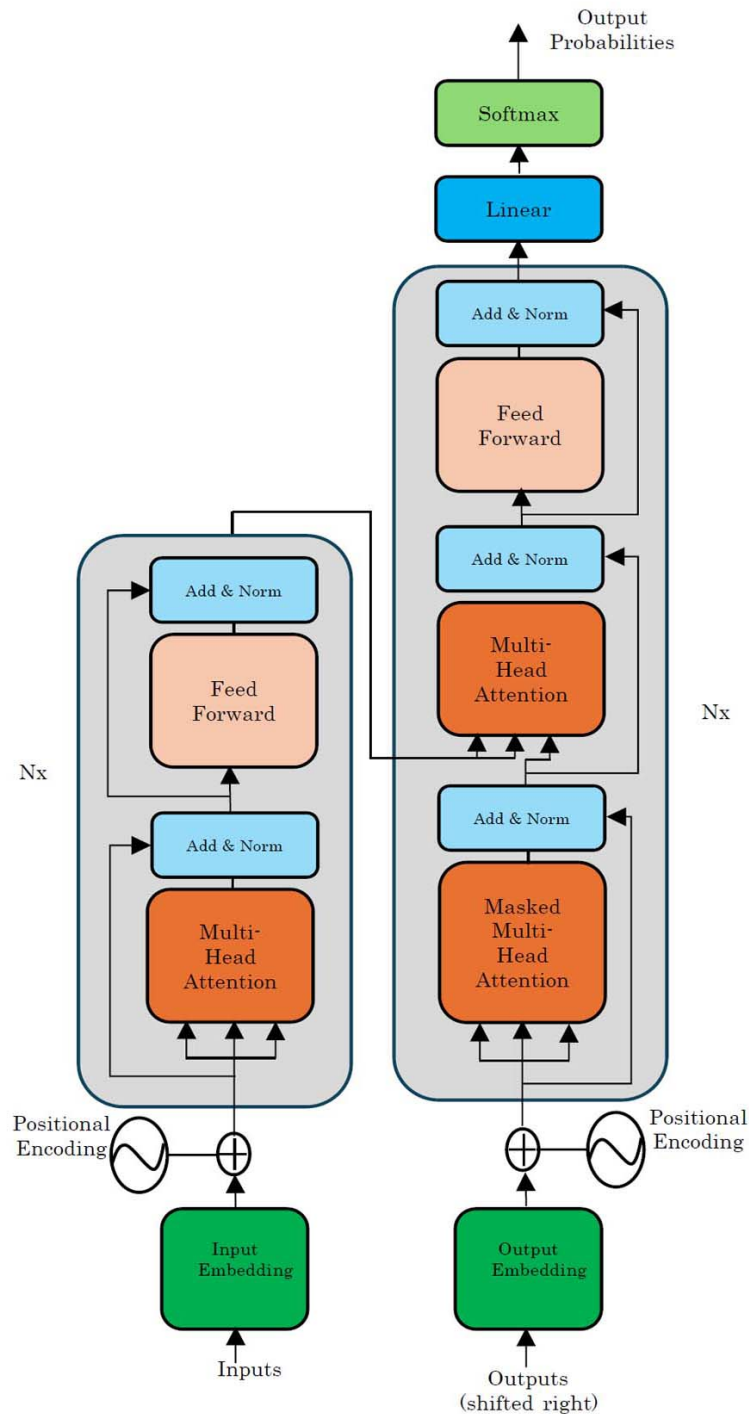 Output
Probabilities
Softmax
Linear
Add & Norm
Feed
Forward
Add & Norm
Multi-
Head
Attention
Nx
Add & Norm
Masked
Multi-
Head
Attention
Add & Norm
Feed
Forward
Nx
Add & Norm
Multi-
Head
Attention
Positional
Encoding
Positional
Encoding
Input
Embedding
Output
Embedding
Inputs
Outputs
(shifted right)